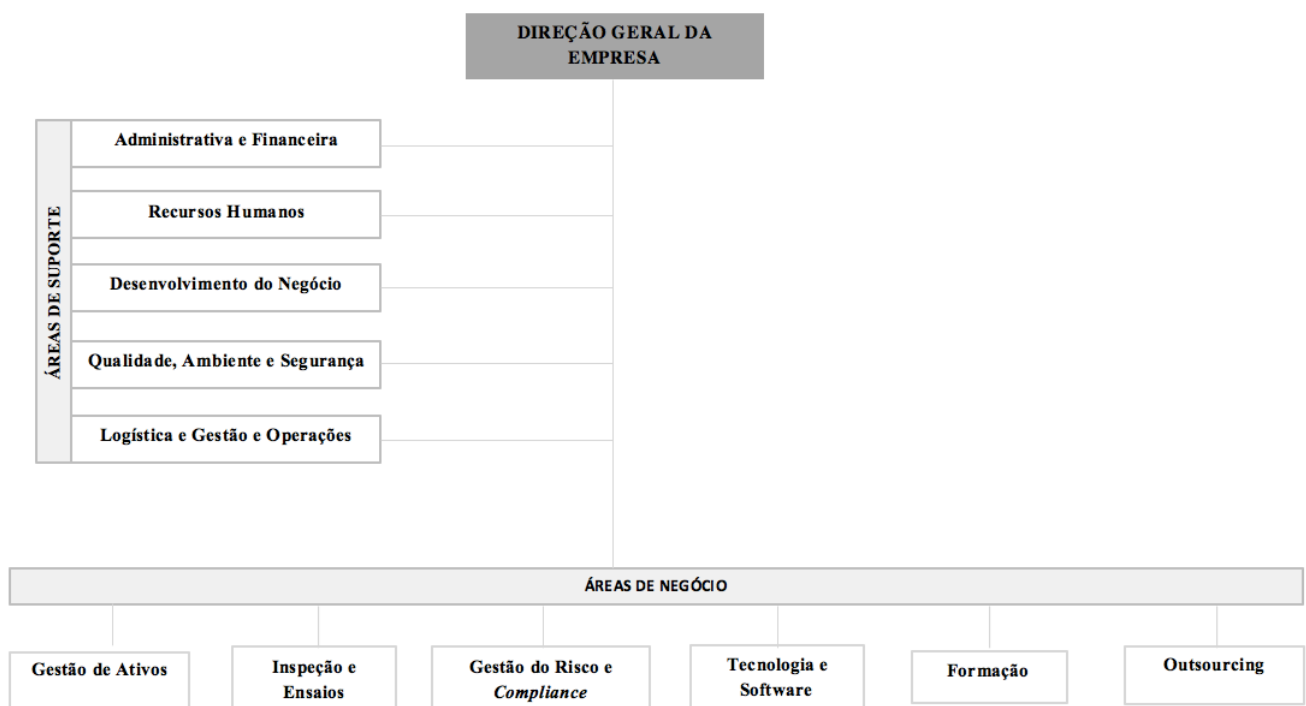 DIREÇÃO GERAL DA
EMPRESA
ÁREAS DE SUPORTE
Administrativa e Financeira
Recursos Humanos
Desenvolvimento do Negócio
Qualidade, Ambiente e Segurança
Logística e Gestão e Operações
ÁREAS DE NEGÓCIO
Gestão de Ativos
Inspeção e
Ensaios
Gestão do Risco e
Compliance
Tecnologia e
Software
Formação
Outsourcing